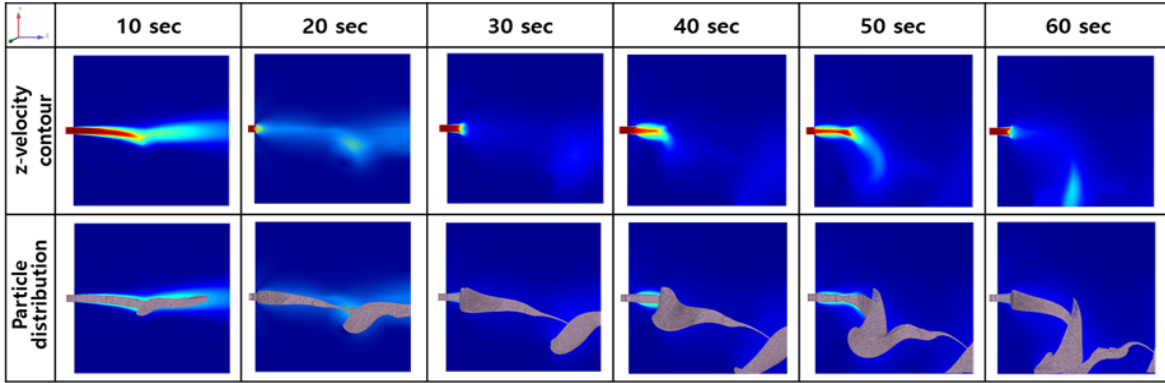 x
z
10 sec
20 sec
30 sec
40 sec
50 sec
60 sec
z-velocity
contour
Particle
distribution